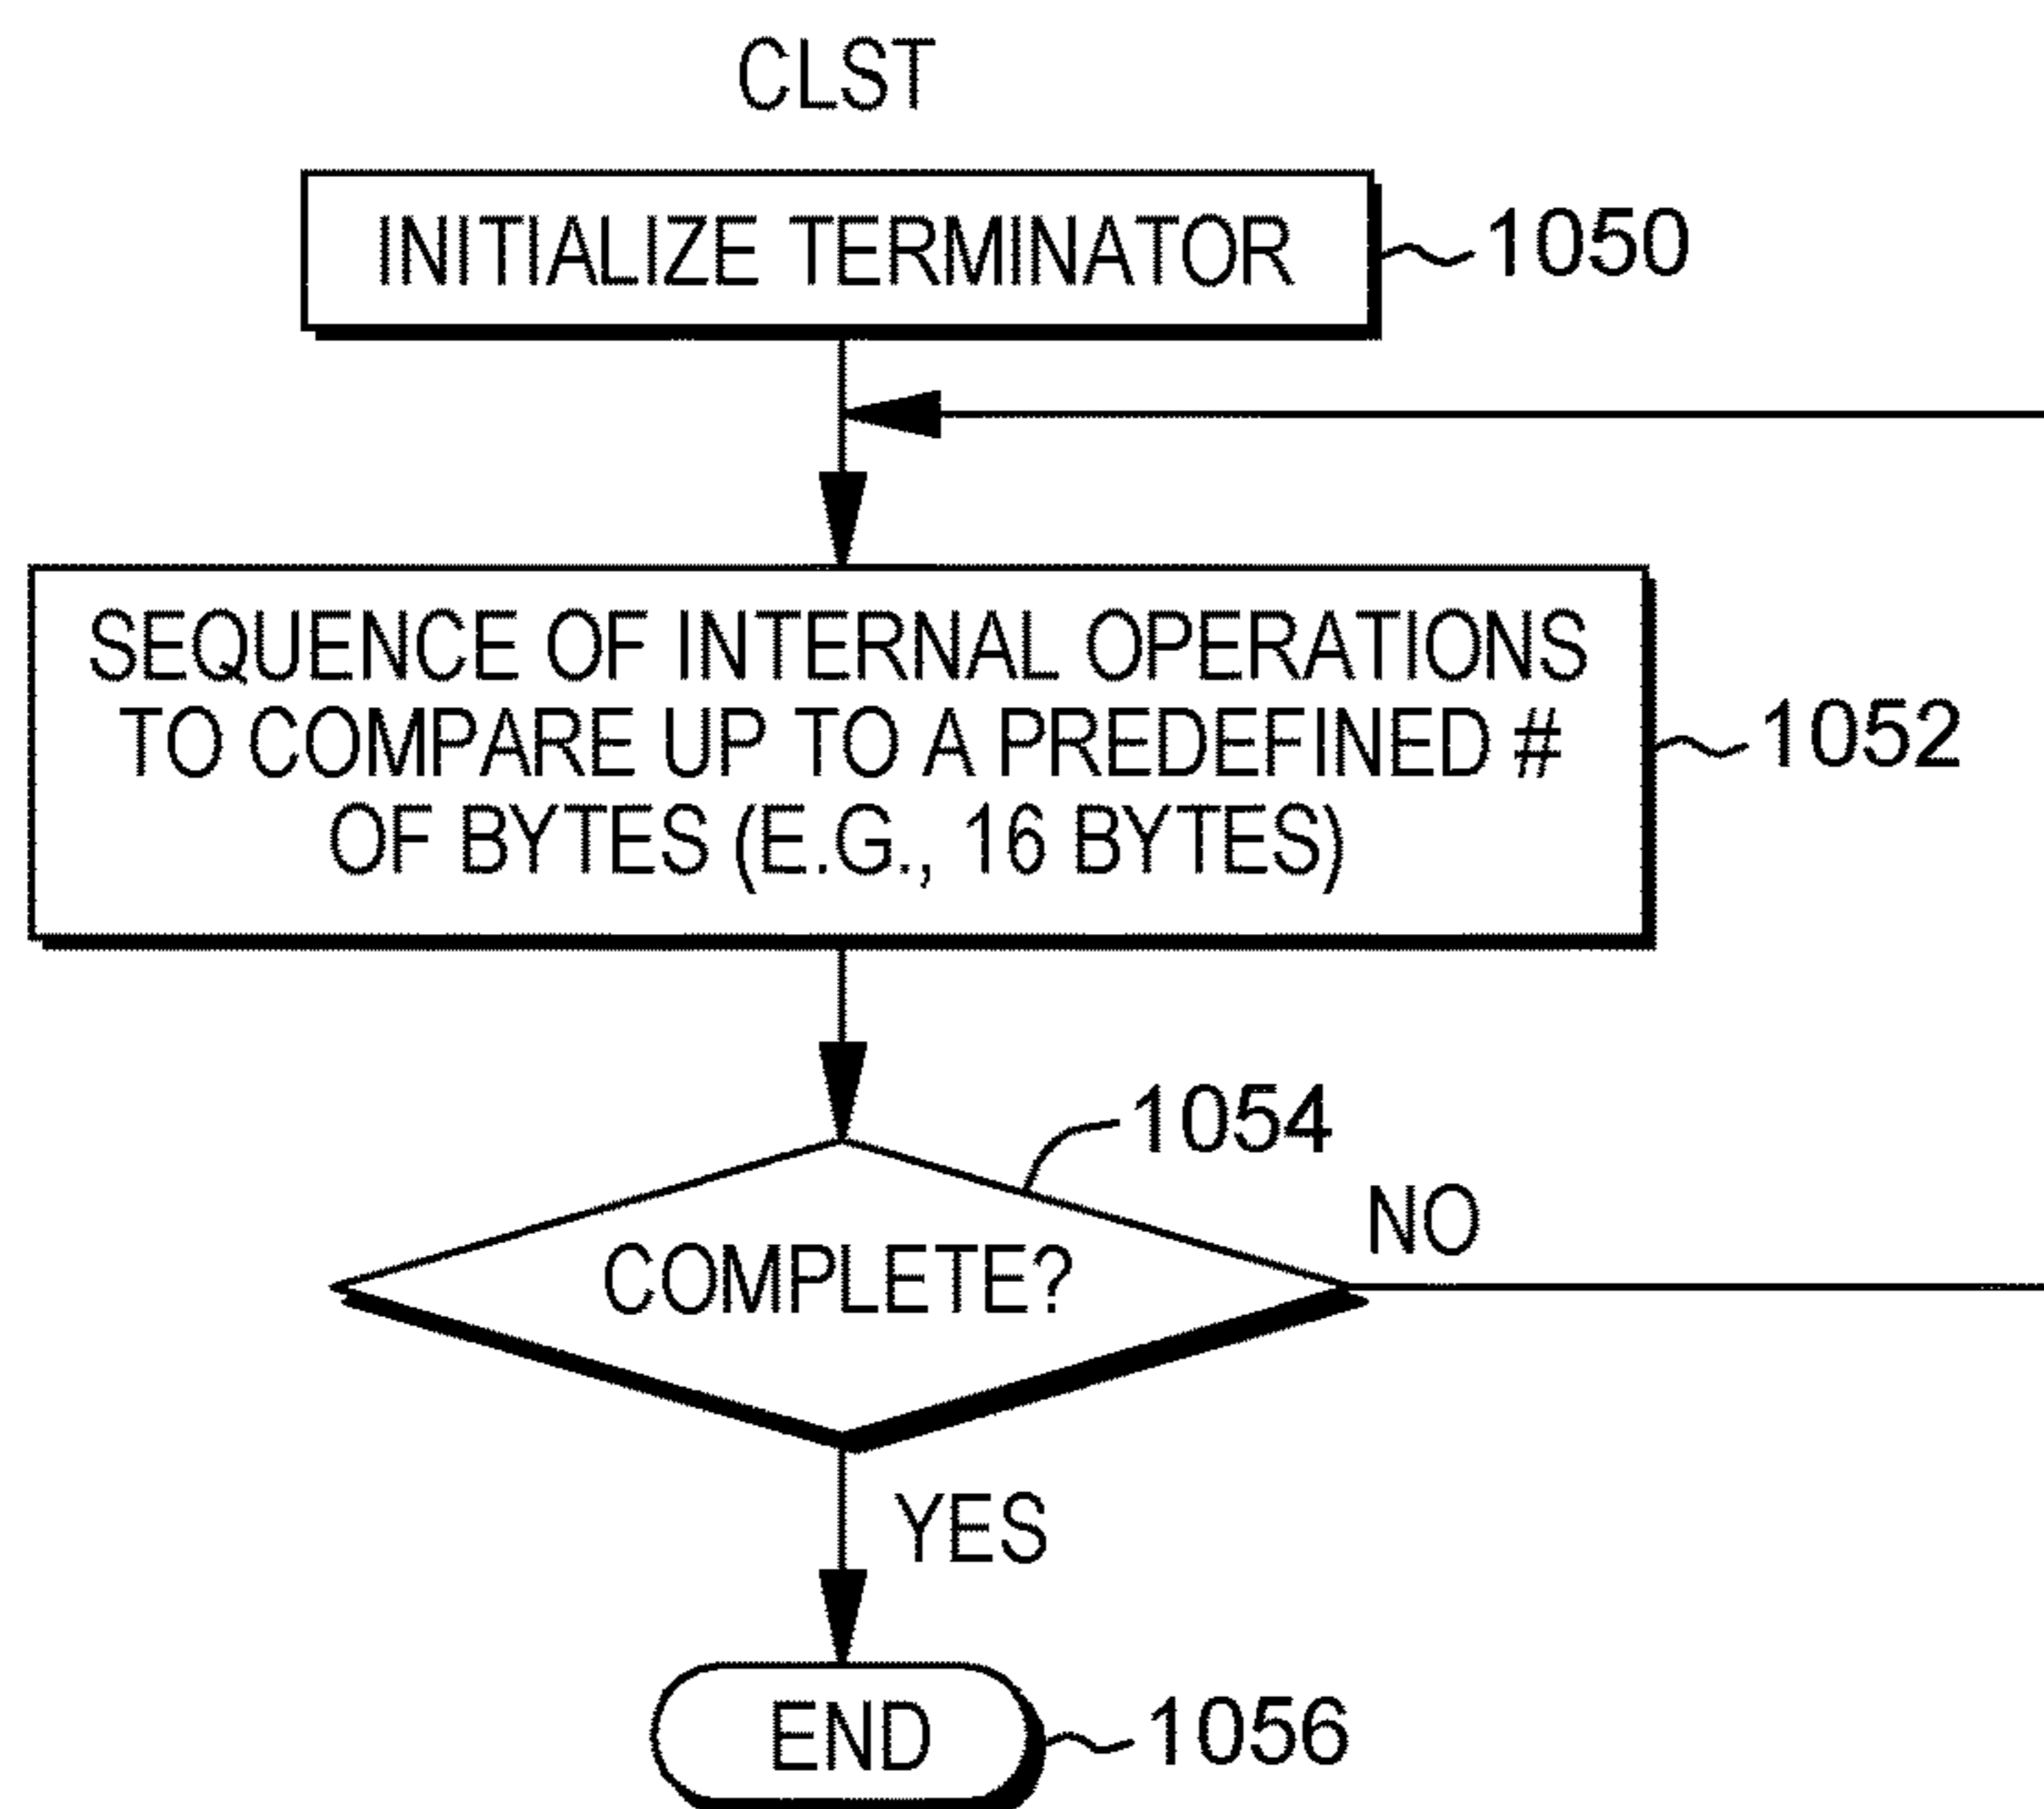 CLST
INITIALIZE TERMINATOR
1050
SEQUENCE OF INTERNAL OPERATIONS
TO COMPARE UP TO A PREDEFINED #
OF BYTES (E.G., 16 BYTES)
1052
1054
COMPLETE?
NO
YES
END
1056